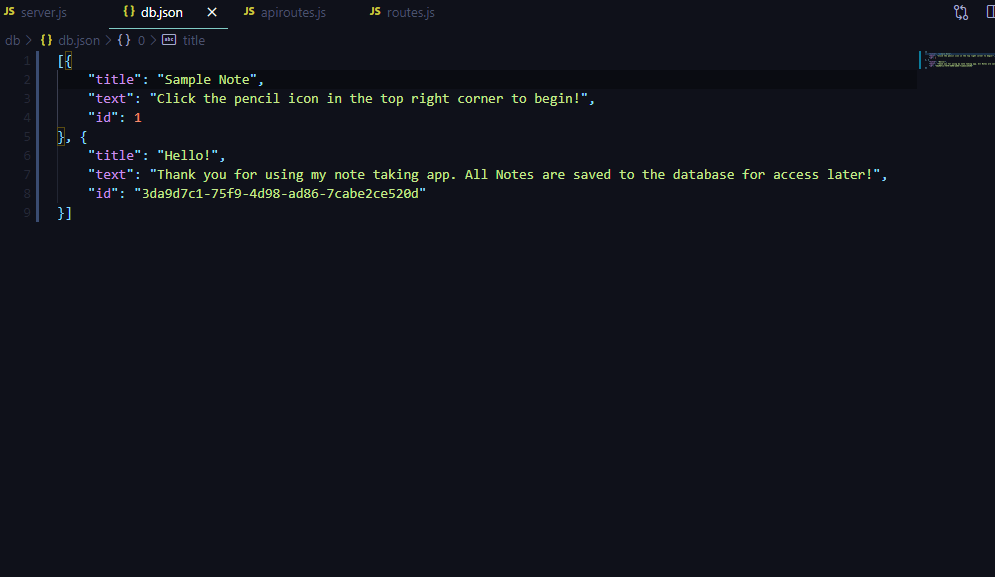 JS server.js {} db.json × JS apiroutes.js JS routes.js
db > {} db.json > {} 0 > abc title
1 [{
2 "title": "Sample Note",
3 "text": "Click the pencil icon in the top right corner to begin!",
4 "id": 1
5 }, {
6 "title": "Hello!",
7 "text": "Thank you for using my note taking app. All Notes are saved to the database for access later!",
8 "id": "3da9d7c1-75f9-4d98-ad86-7cabe2ce520d"
9 }]